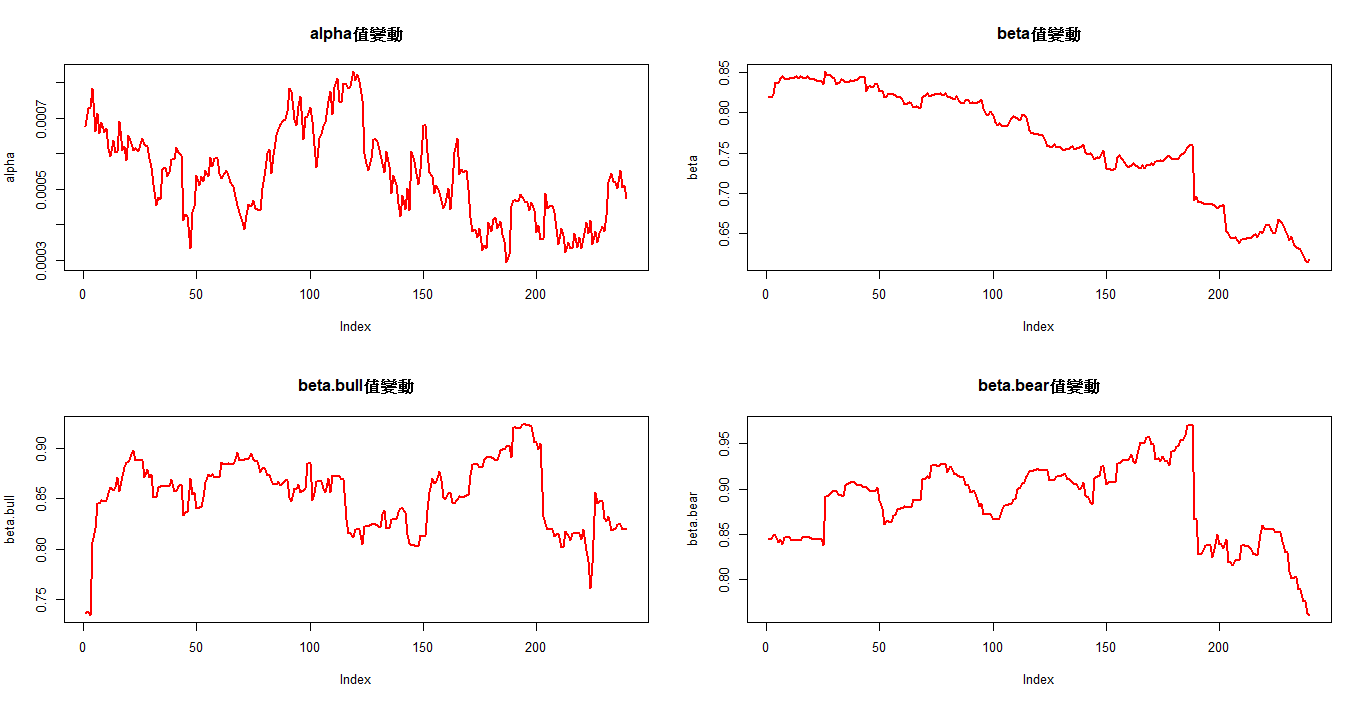 alpha值變動
alpha
0.0003 0.0005 0.0007
0 50 100 150 200
Index
beta值變動
beta
0.65 0.70 0.75 0.80 0.85
0 50 100 150 200
Index
beta.bull值變動
beta.bull
0.75 0.80 0.85 0.90
0 50 100 150 200
Index
beta.bear值變動
beta.bear
0.80 0.85 0.90 0.95
0 50 100 150 200
Index